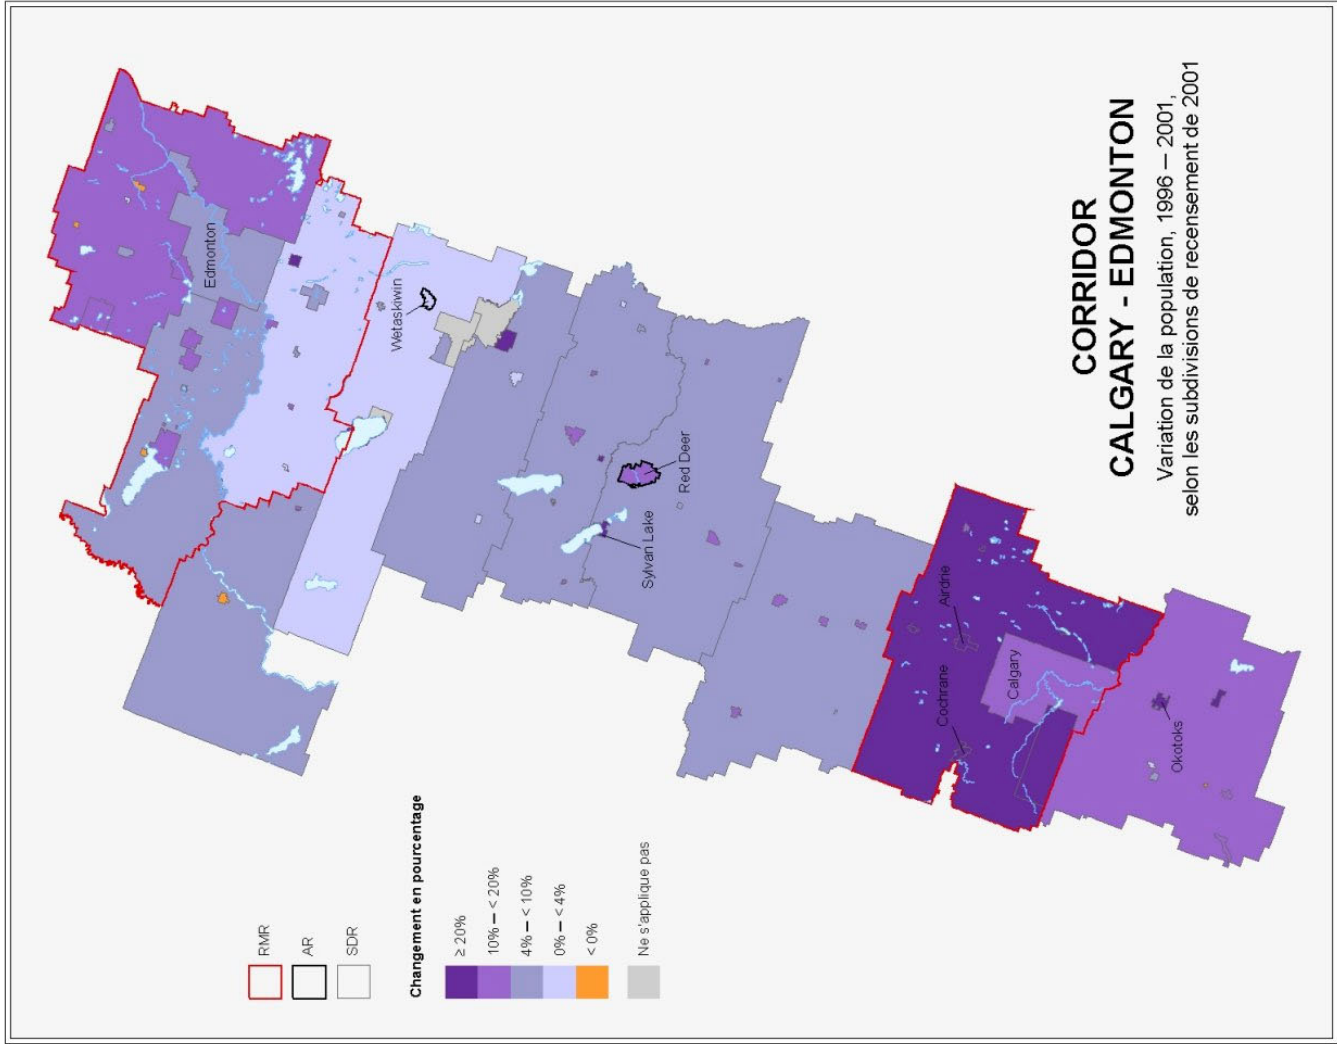 CORRIDOR
CALGARY - EDMONTON
Variation de la population, 1996 – 2001,
selon les subdivisions de recensement de 2001
Edmonton
Wetaskiwin
Red Deer
Sylvan Lake
Airdrie
Cochrane
Calgary
Okotoks
RMR
AR
SDR
Changement en pourcentage
≥ 20%
10% – < 20%
4% – < 10%
0% – < 4%
< 0%
Ne s'applique pas